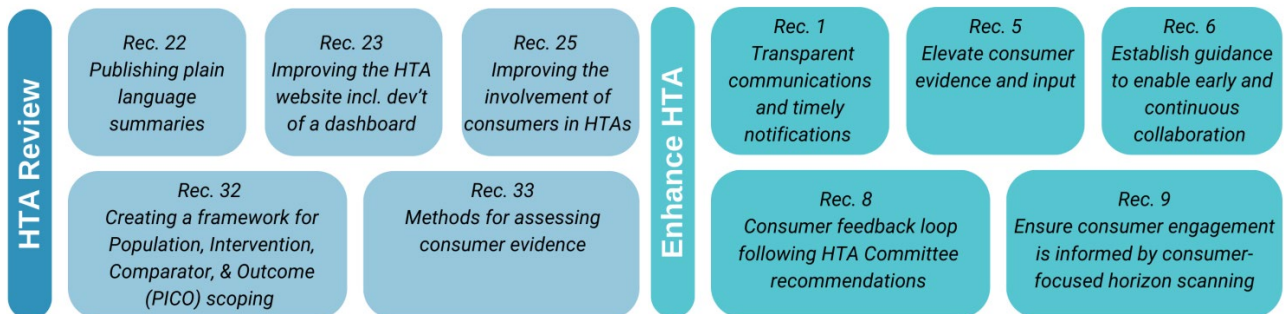 HTA Review
Rec. 22
Publishing plain
language
summaries
Rec. 23
Improving the HTA
website incl. dev't
of a dashboard
Rec. 25
Improving the
involvement of
consumers in HTAs
Rec. 32
Creating a framework for
Population, Intervention,
Comparator, & Outcome
(PICO) scoping
Rec. 33
Methods for assessing
consumer evidence
Enhance HTA
Rec. 1
Transparent
communications
and timely
notifications
Rec. 5
Elevate consumer
evidence and input
Rec. 6
Establish guidance
to enable early and
continuous
collaboration
Rec. 8
Consumer feedback loop
following HTA Committee
recommendations
Rec. 9
Ensure consumer engagement
is informed by consumer-
focused horizon scanning